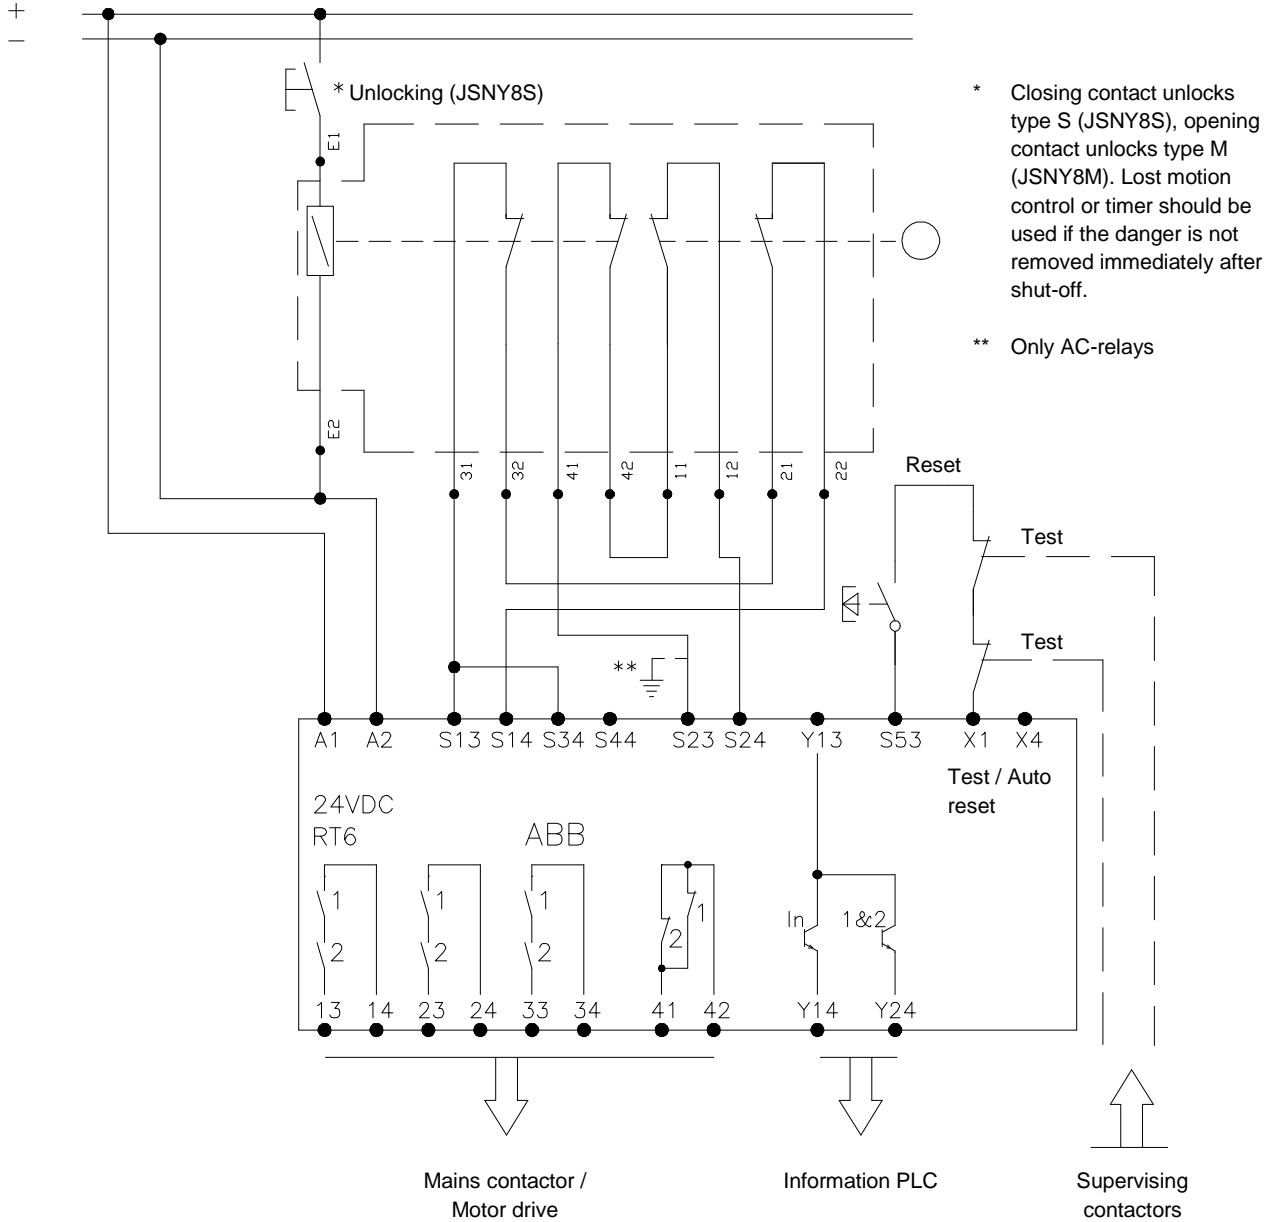 +
−
* Unlocking (JSNY8S)
* Closing contact unlocks
type S (JSNY8S), opening
contact unlocks type M
(JSNY8M). Lost motion
control or timer should be
used if the danger is not
removed immediately after
shut-off.
** Only AC-relays
E1
E2
31 32 41 42 11 12 21 22
Reset
Test
Test
**
A1 A2 S13 S14 S34 S44 S23 S24 Y13 S53 X1 X4
Test / Auto
reset
24VDC
RT6
ABB
1 1 1 1
2 2 2 2
In 1&2
13 14 23 24 33 34 41 42 Y14 Y24
Mains contactor /
Motor drive
Information PLC
Supervising
contactors